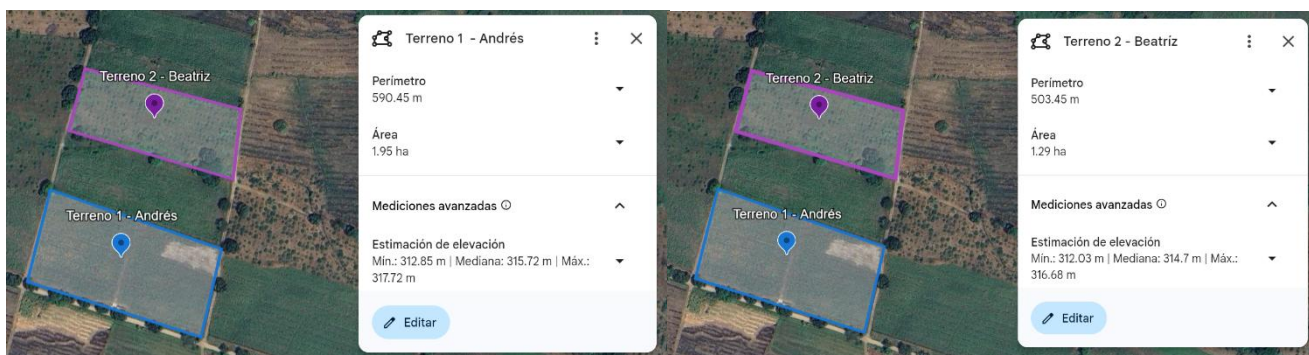 Terreno 2 - Beatriz
Terreno 1 - Andrés
Terreno 1 - Andrés
Perímetro
590.45 m
Área
1.95 ha
Mediciones avanzadas
Estimación de elevación
Mín.: 312.85 m | Mediana: 315.72 m | Máx.:
317.72 m
Editar
Terreno 2 - Beatriz
Terreno 1 - Andrés
Terreno 2 - Beatríz
Perímetro
503.45 m
Área
1.29 ha
Mediciones avanzadas
Estimación de elevación
Mín.: 312.03 m | Mediana: 314.7 m | Máx.:
316.68 m
Editar